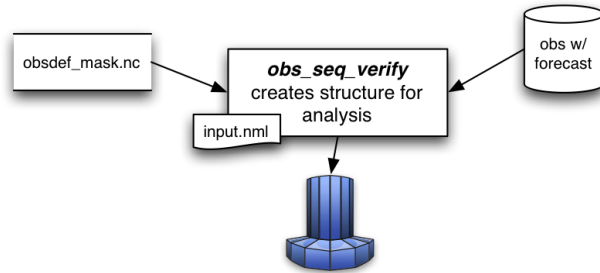 obsdef_mask.nc
obs_seq_verify
creates structure for
analysis
input.nml
obs w/
forecast